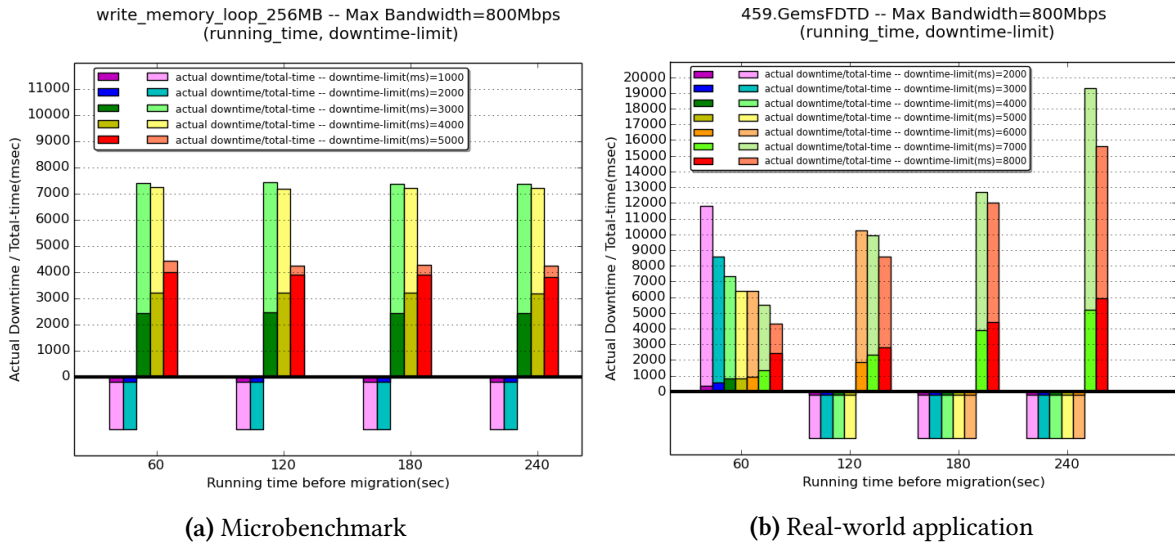 write_memory_loop_256MB -- Max Bandwidth=800Mbps
(running_time, downtime-limit)
Actual Downtime / Total-time(msec)
11000
10000
9000
8000
7000
6000
5000
4000
3000
2000
1000
0
actual downtime/total-time -- downtime-limit(ms)=1000
actual downtime/total-time -- downtime-limit(ms)=2000
actual downtime/total-time -- downtime-limit(ms)=3000
actual downtime/total-time -- downtime-limit(ms)=4000
actual downtime/total-time -- downtime-limit(ms)=5000
60
120
180
240
Running time before migration(sec)
(a) Microbenchmark
459.GemsFDTD -- Max Bandwidth=800Mbps
(running_time, downtime-limit)
Actual Downtime / Total-time(msec)
20000
19000
18000
17000
16000
15000
14000
13000
12000
11000
10000
9000
8000
7000
6000
5000
4000
3000
2000
1000
0
actual downtime/total-time -- downtime-limit(ms)=2000
actual downtime/total-time -- downtime-limit(ms)=3000
actual downtime/total-time -- downtime-limit(ms)=4000
actual downtime/total-time -- downtime-limit(ms)=5000
actual downtime/total-time -- downtime-limit(ms)=6000
actual downtime/total-time -- downtime-limit(ms)=7000
actual downtime/total-time -- downtime-limit(ms)=8000
60
120
180
240
Running time before migration(sec)
(b) Real-world application